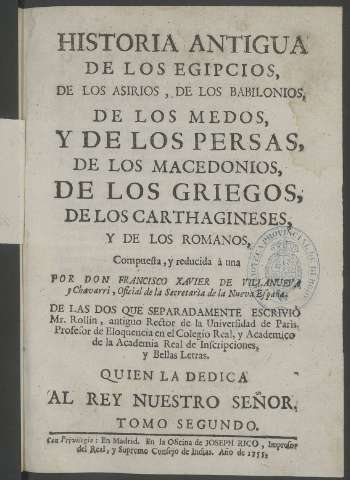 HISTORIA ANTIGUA
DE LOS EGIPCIOS,
DE LOS ASIRIOS, DE LOS BABILONIOS,
DE LOS MEDOS,
Y DE LOS PERSAS,
DE LOS MACEDONIOS,
DE LOS GRIEGOS,
DE LOS CARTHAGINESES,
Y DE LOS ROMANOS,
Compuesta, y reducida à una
POR DON FRANCISCO XAVIER DE VILLANUEVA
y Chavarri, Oficial de la Secretaria de la Nueva España,
DE LAS DOS QUE SEPARADAMENTE ESCRIVIÒ
Mr. Rollin, antiguo Rector de la Universidad de Paris,
Profesor de Eloquencia en el Colegio Real, y Academico
de la Academia Real de Inscripciones,
y Bellas Letras.
QUIEN LA DEDICA
AL REY NUESTRO SEÑOR,
TOMO SEGUNDO.
Con Privilegio: En Madrid. En la Oficina de JOSEPH RICO, Impresor
del Real, y Supremo Consejo de Indias. Año de 1755.